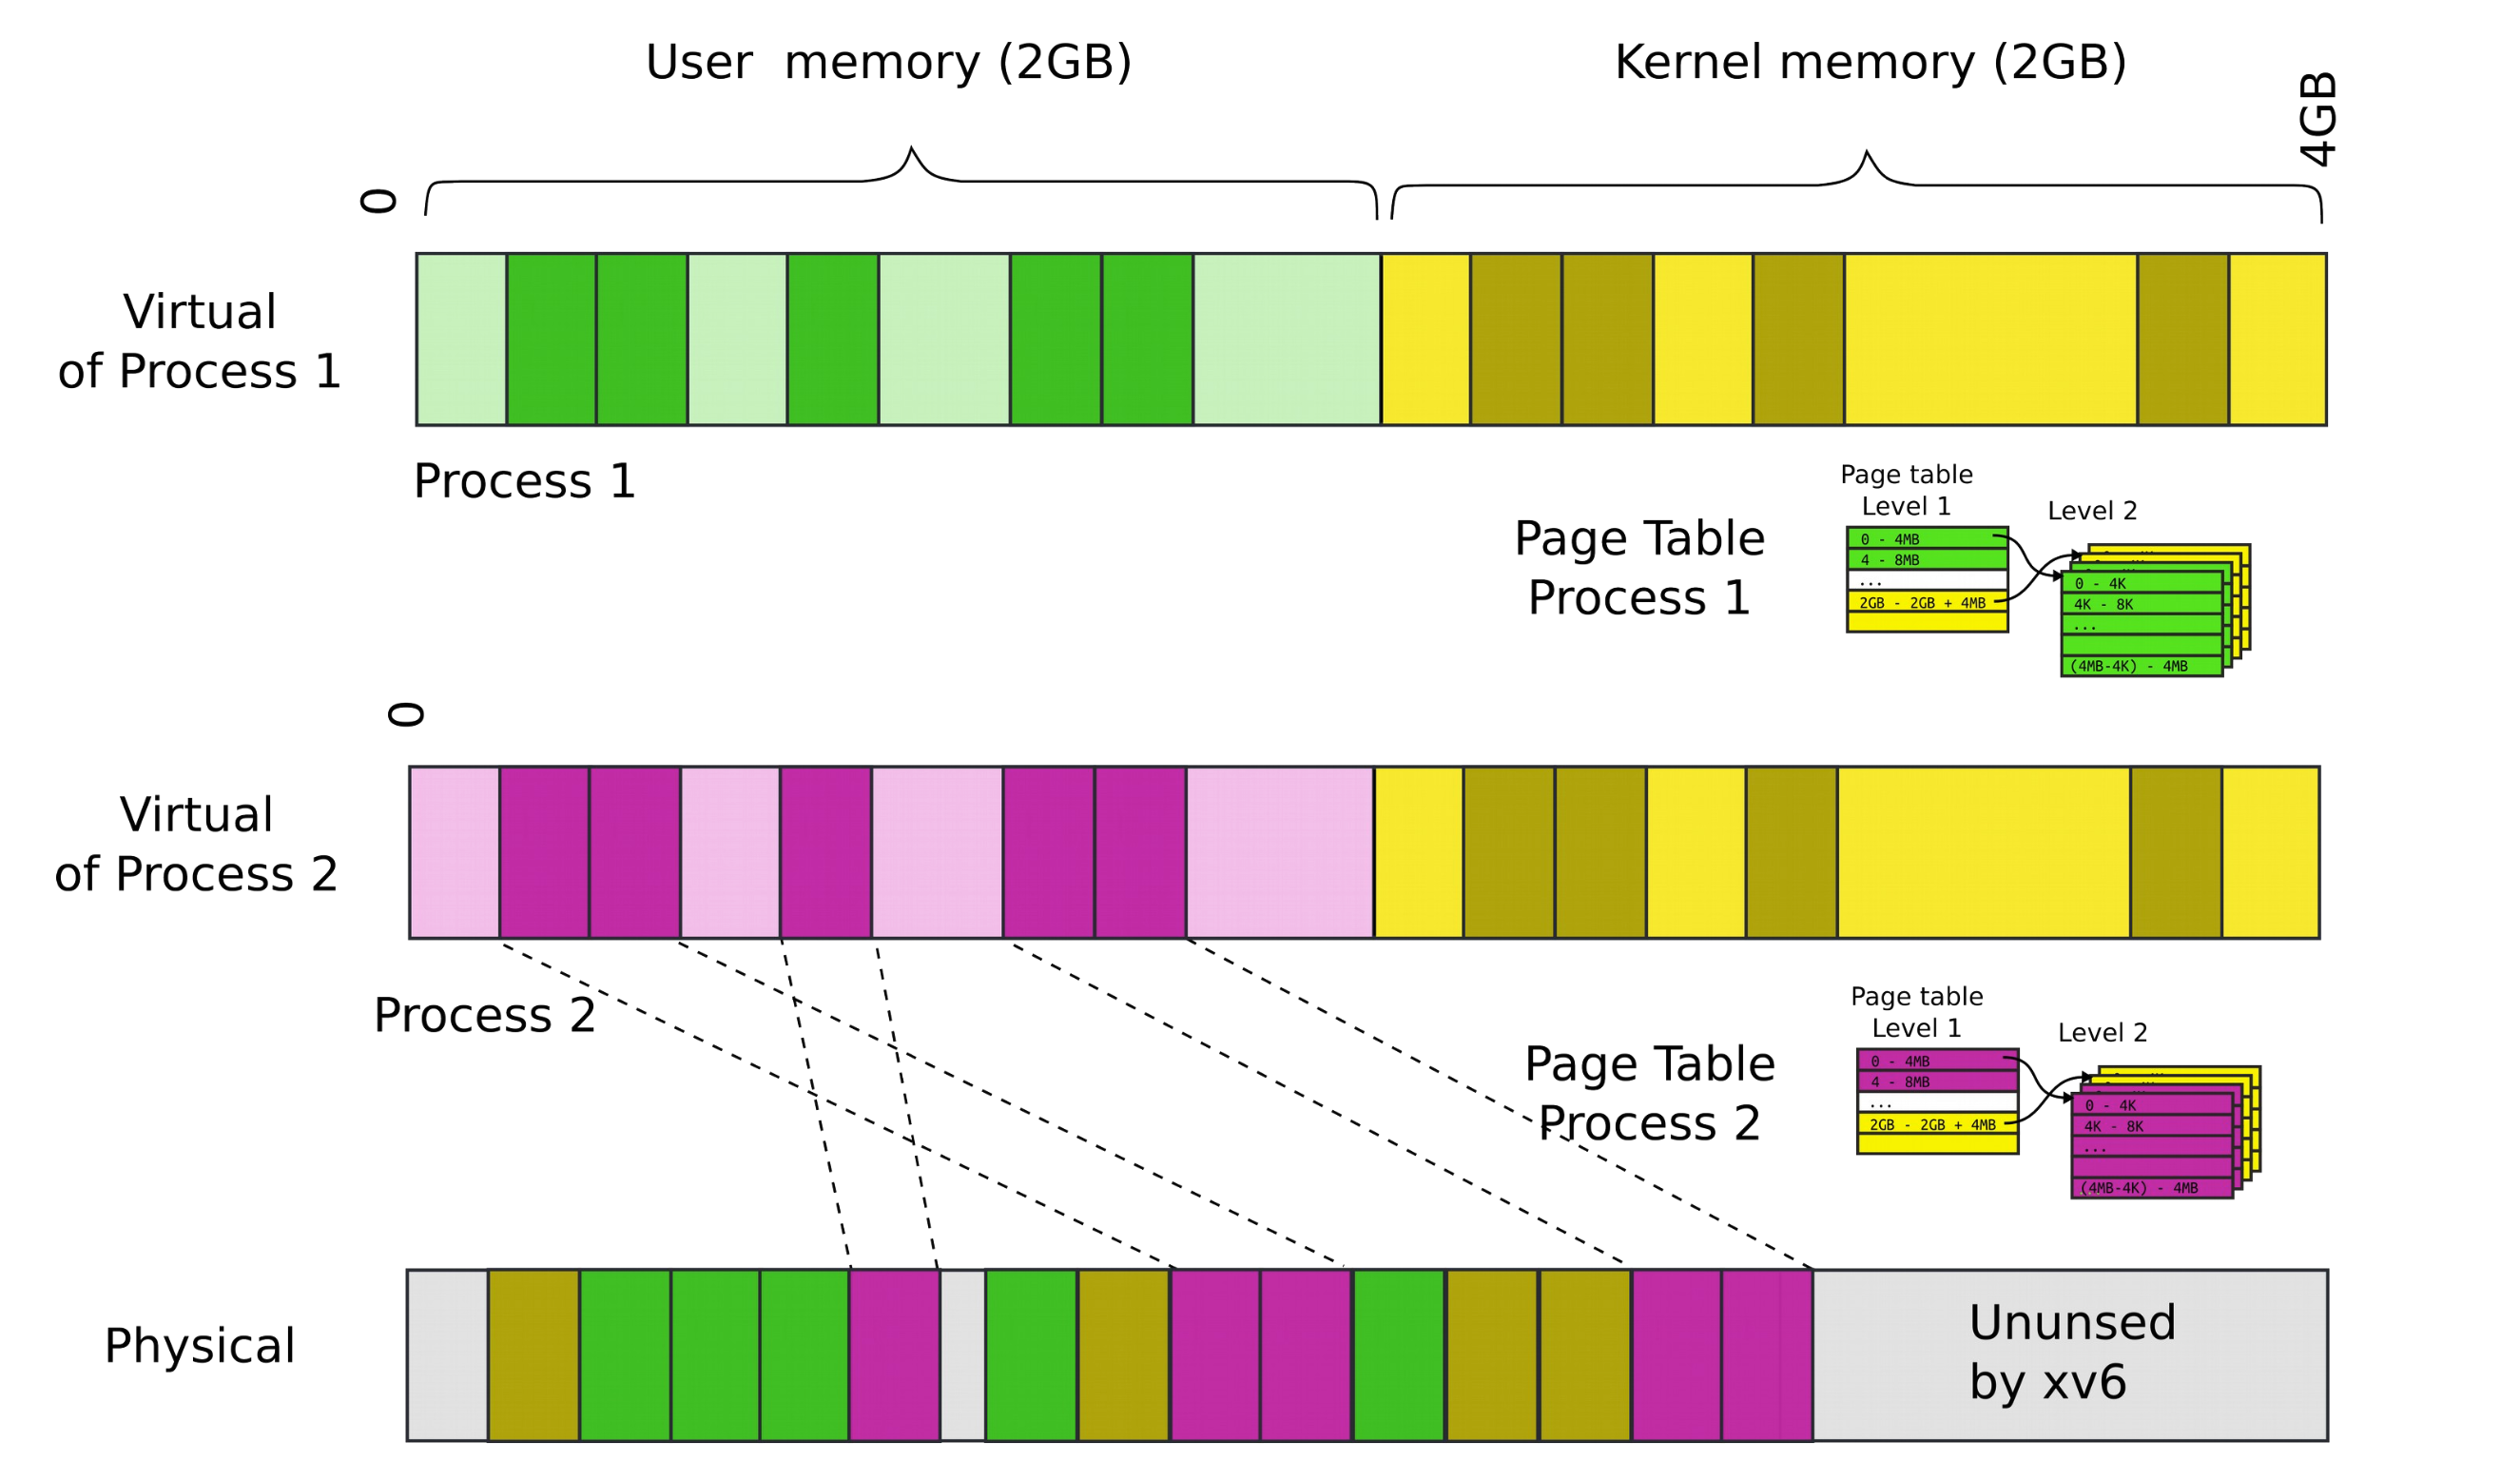 User  memory (2GB)
Kernel memory (2GB)
0
4GB
Virtual
of Process 1
Process 1
Page Table
Process 1
Page table
Level 1
Level 2
0 - 4MB
4 - 8MB
...
2GB - 2GB + 4MB
0 - 4K
4K - 8K
...
(4MB-4K) - 4MB
0
Virtual
of Process 2
Process 2
Page Table
Process 2
Page table
Level 1
Level 2
0 - 4MB
4 - 8MB
...
2GB - 2GB + 4MB
0 - 4K
4K - 8K
...
(4MB-4K) - 4MB
Physical
Ununsed
by xv6